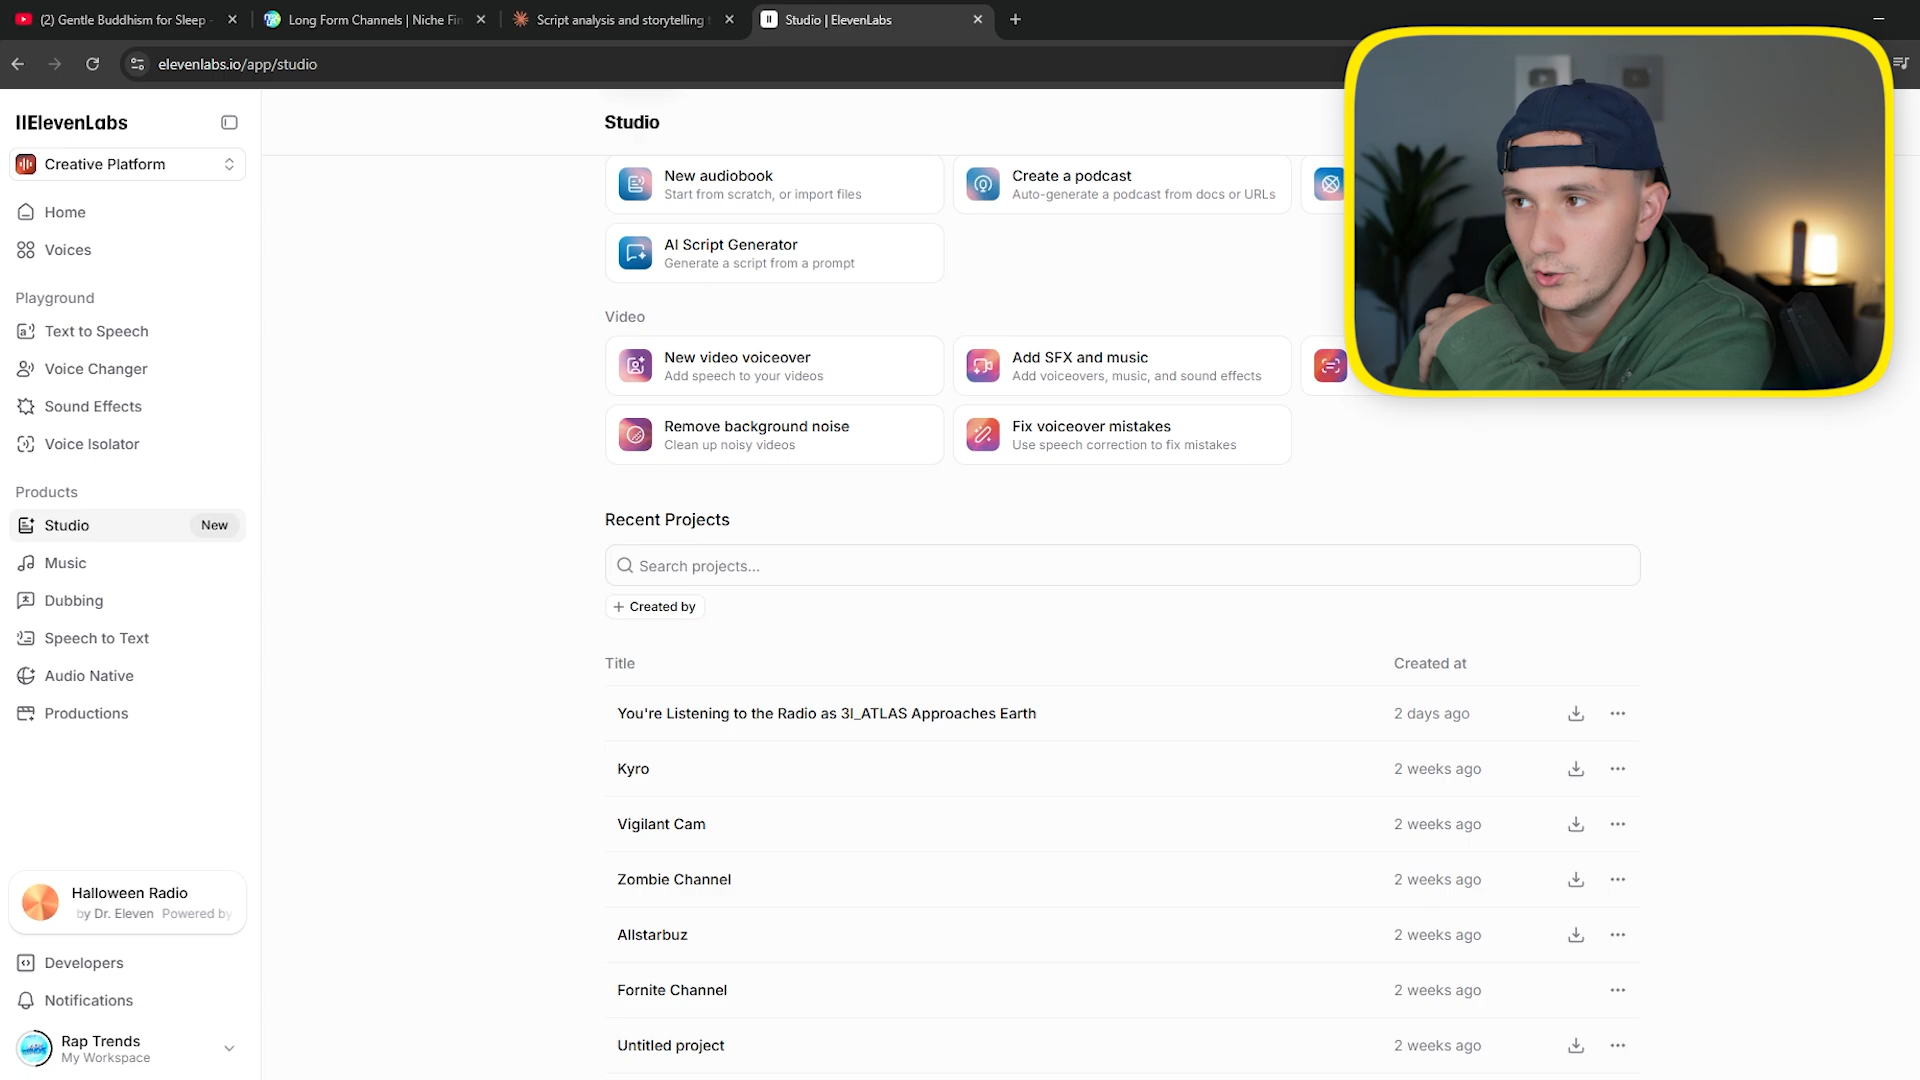 (2) Gentle Buddhism for Sleep
Long Form Channels | Niche Fin
Script analysis and storytelling
Studio | ElevenLabs
elevenlabs.io/app/studio
IIElevenLabs
Creative Platform
Home
Voices
Playground
Text to Speech
Voice Changer
Sound Effects
Voice Isolator
Products
Studio
New
Music
Dubbing
Speech to Text
Audio Native
Productions
Halloween Radio
by Dr. Eleven Powered by
Developers
Notifications
Rap Trends
My Workspace
Studio
New audiobook
Start from scratch, or import files
Create a podcast
Auto-generate a podcast from docs or URLs
AI Script Generator
Generate a script from a prompt
Video
New video voiceover
Add speech to your videos
Add SFX and music
Add voiceovers, music, and sound effects
Remove background noise
Clean up noisy videos
Fix voiceover mistakes
Use speech correction to fix mistakes
Recent Projects
Search projects...
+ Created by
Title Created at
You're Listening to the Radio as 3I_ATLAS Approaches Earth 2 days ago
Kyro 2 weeks ago
Vigilant Cam 2 weeks ago
Zombie Channel 2 weeks ago
Allstarbuz 2 weeks ago
Fornite Channel 2 weeks ago
Untitled project 2 weeks ago